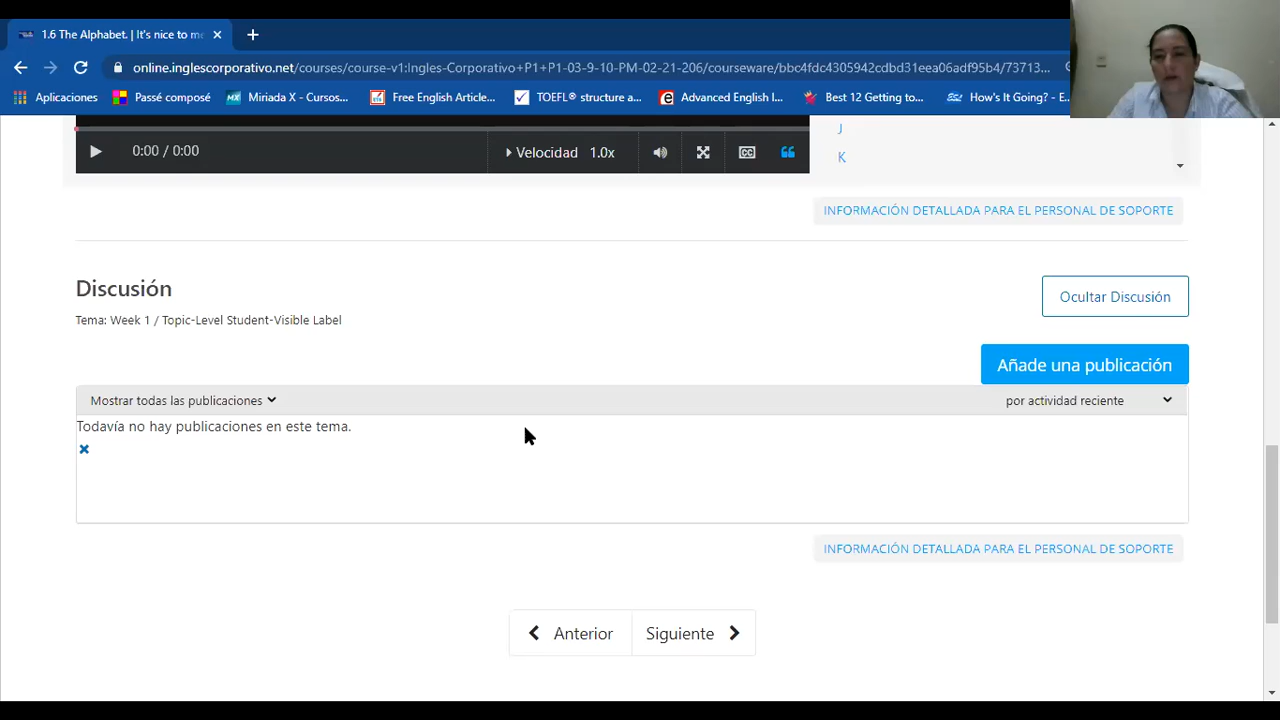 1.6 The Alphabet. | It's nice to me
online.inglescorporativo.net/courses/course-v1:Ingles-Corporativo+P1+P1-03-9-10-PM-02-21-206/courseware/bbc4fdc4305942cdbd31eea06adf95b4/73713...
Aplicaciones
Passé composé
Miriada X - Cursos...
Free English Article...
TOEFL® structure a...
Advanced English l...
Best 12 Getting to...
How's It Going? - E...
J
0:00 / 0:00
Velocidad 1.0x
CC
K
INFORMACIÓN DETALLADA PARA EL PERSONAL DE SOPORTE
Discusión
Ocultar Discusión
Tema: Week 1 / Topic-Level Student-Visible Label
Añade una publicación
Mostrar todas las publicaciones
por actividad reciente
Todavía no hay publicaciones en este tema.
INFORMACIÓN DETALLADA PARA EL PERSONAL DE SOPORTE
Anterior
Siguiente